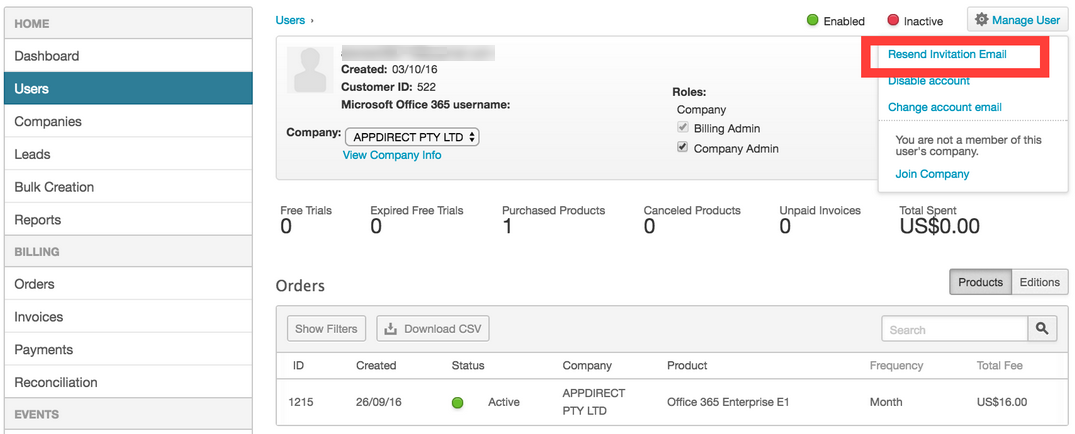 HOME
Dashboard
Users
Companies
Leads
Bulk Creation
Reports
BILLING
Orders
Invoices
Payments
Reconciliation
EVENTS
Users ›
Enabled
Inactive
Manage User
Resend Invitation Email
Disable account
Change account email
You are not a member of this
user's company.
Join Company
Created: 03/10/16
Customer ID: 522
Microsoft Office 365 username:
Company: APPDIRECT PTY LTD
View Company Info
Roles:
Company
Billing Admin
Company Admin
Free Trials
0
Expired Free Trials
0
Purchased Products
1
Canceled Products
0
Unpaid Invoices
0
Total Spent
US$0.00
Orders
Products
Editions
Show Filters
Download CSV
Search
ID Created Status Company Product Frequency Total Fee
1215 26/09/16 Active APPDIRECT PTY LTD Office 365 Enterprise E1 Month US$16.00